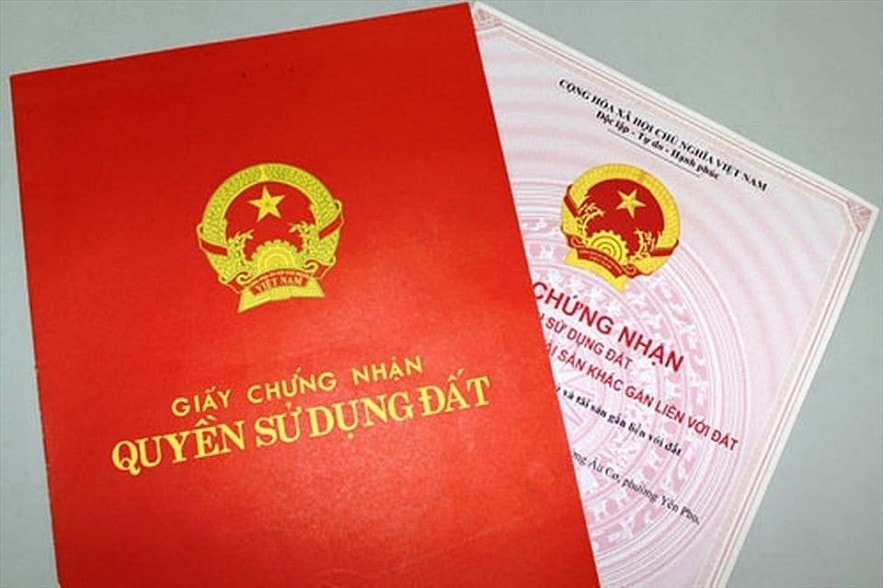 VIỆT NAM
GIẤY CHỨNG NHẬN
QUYỀN SỬ DỤNG ĐẤT
CỘNG HÒA XÃ HỘI CHỦ NGHĨA VIỆT NAM
Độc lập - Tự do - Hạnh phúc
CHỨNG NHẬN
SỬ DỤNG ĐẤT
TÀI SẢN KHÁC GẮN LIỀN VỚI ĐẤT
và tài sản gắn liền với đất
Âu Cơ, phường Yên Phụ,